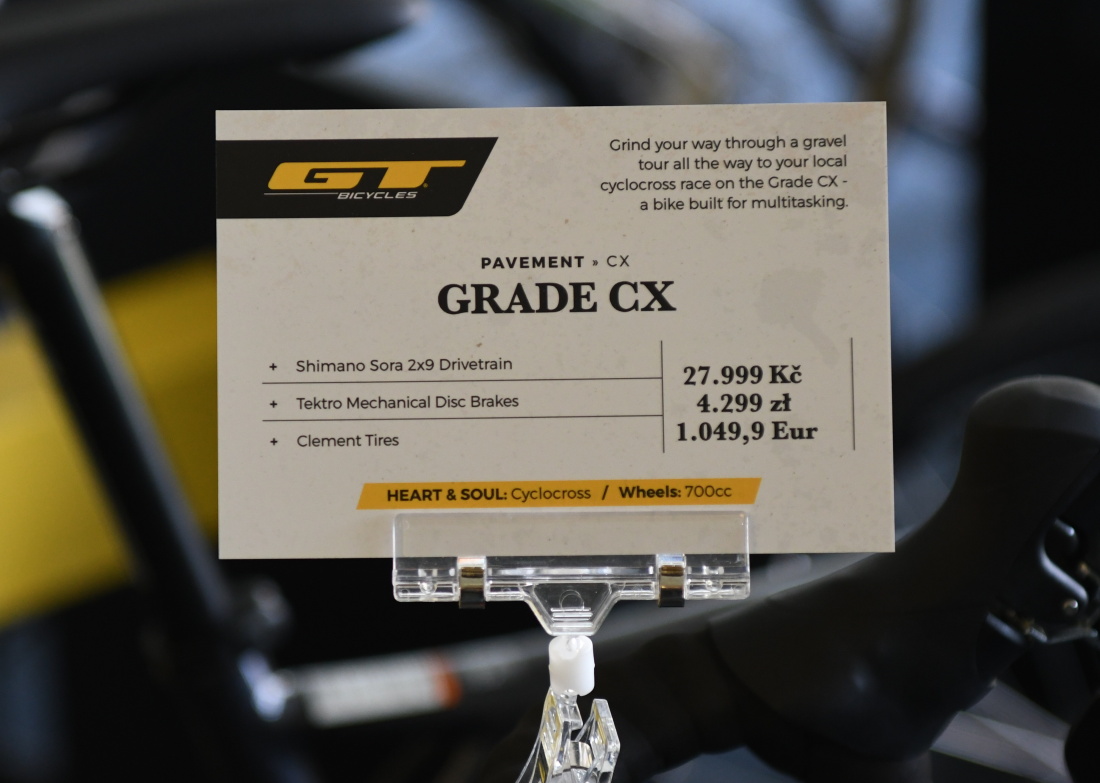 GT
BICYCLES
Grind your way through a gravel
tour all the way to your local
cyclocross race on the Grade CX -
a bike built for multitasking.
PAVEMENT » CX
GRADE CX
+ Shimano Sora 2x9 Drivetrain
+ Tektro Mechanical Disc Brakes
+ Clement Tires
27.999 Kč
4.299 zł
1.049,9 Eur
HEART & SOUL: Cyclocross / Wheels: 700cc